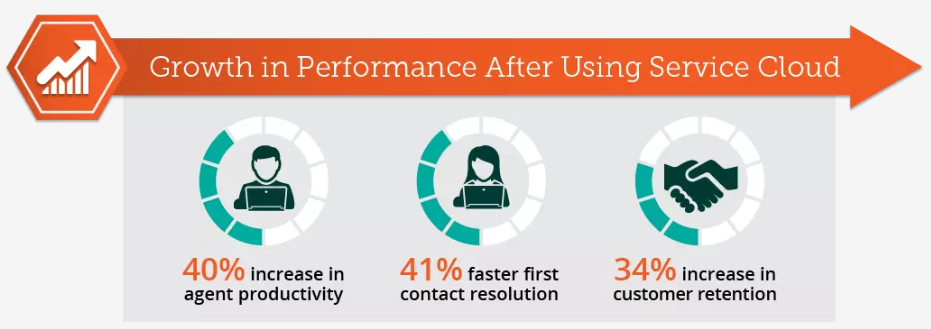 Growth in Performance After Using Service Cloud
40% increase in
agent productivity
41% faster first
contact resolution
34% increase in
customer retention